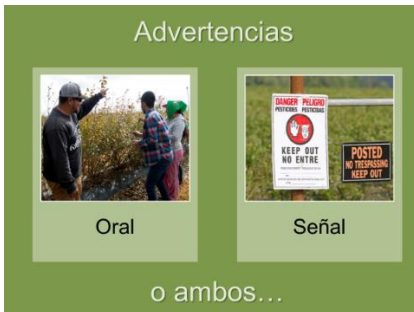 Advertencias
DANGER PELIGRO
PESTICIDES PESTICIDAS
KEEP OUT
NO ENTRE
POSTED
NO TRESPASSING
KEEP OUT
Oral
Señal
o ambos...